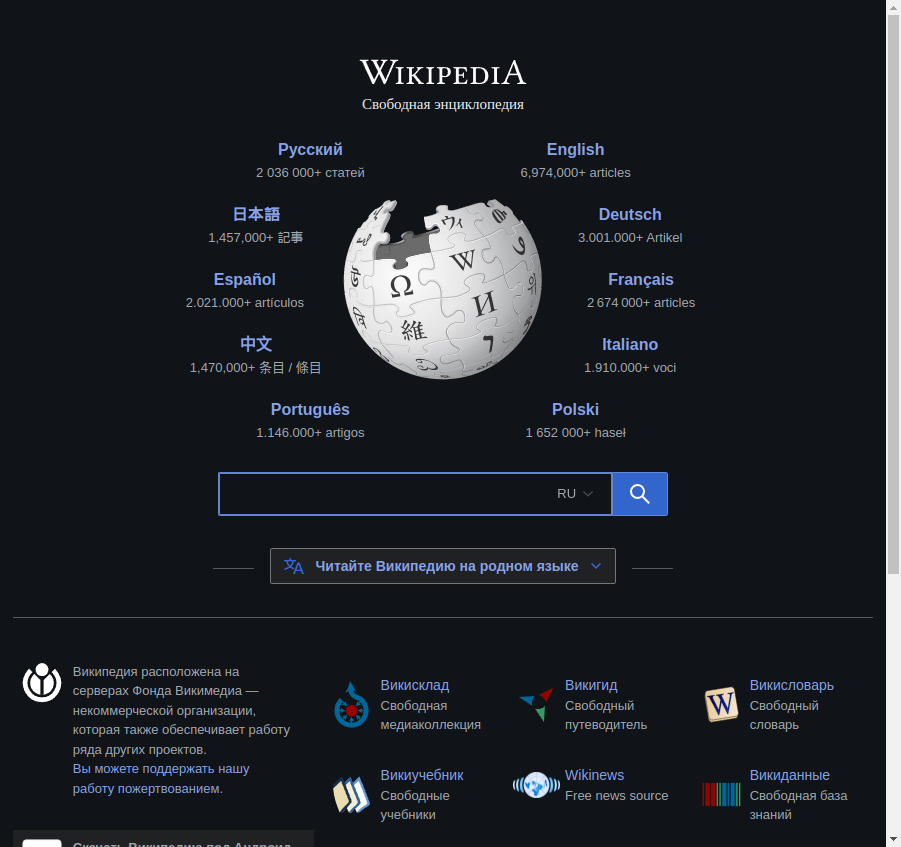 WIKIPEDIA
Свободная энциклопедия
Русский
2 036 000+ статей
English
6,974,000+ articles
日本語
1,457,000+ 記事
Deutsch
3.001.000+ Artikel
Español
2.021.000+ artículos
Français
2 674 000+ articles
中文
1,470,000+ 条目 / 條目
Italiano
1.910.000+ voci
Português
1.146.000+ artigos
Polski
1 652 000+ haseł
Ω
W
И
維
RU
Читайте Википедию на родном языке
Википедия расположена на
серверах Фонда Викимедиа —
некоммерческой организации,
которая также обеспечивает работу
ряда других проектов.
Вы можете поддержать нашу
работу пожертвованием.
Викисклад
Свободная
медиаколлекция
Викигид
Свободный
путеводитель
W
Викисловарь
Свободный
словарь
Викиучебник
Свободные
учебники
Wikinews
Free news source
Викиданные
Свободная база
знаний
Скачать Википедию под Андроид